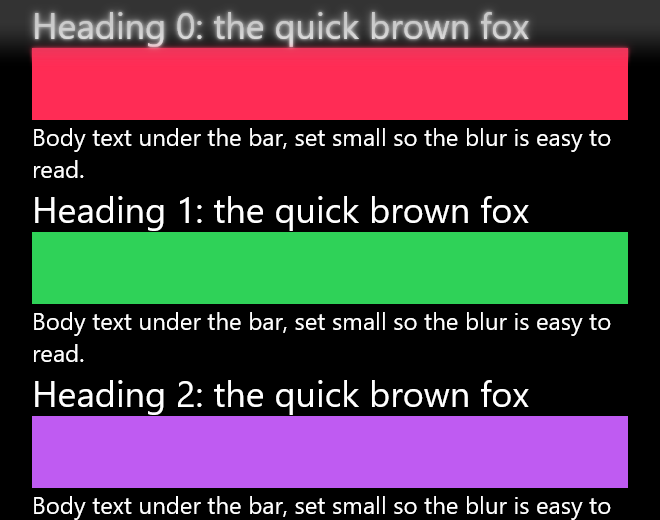 Heading 0: the quick brown fox
Body text under the bar, set small so the blur is easy to
read.
Heading 1: the quick brown fox
Body text under the bar, set small so the blur is easy to
read.
Heading 2: the quick brown fox
Body text under the bar, set small so the blur is easy to